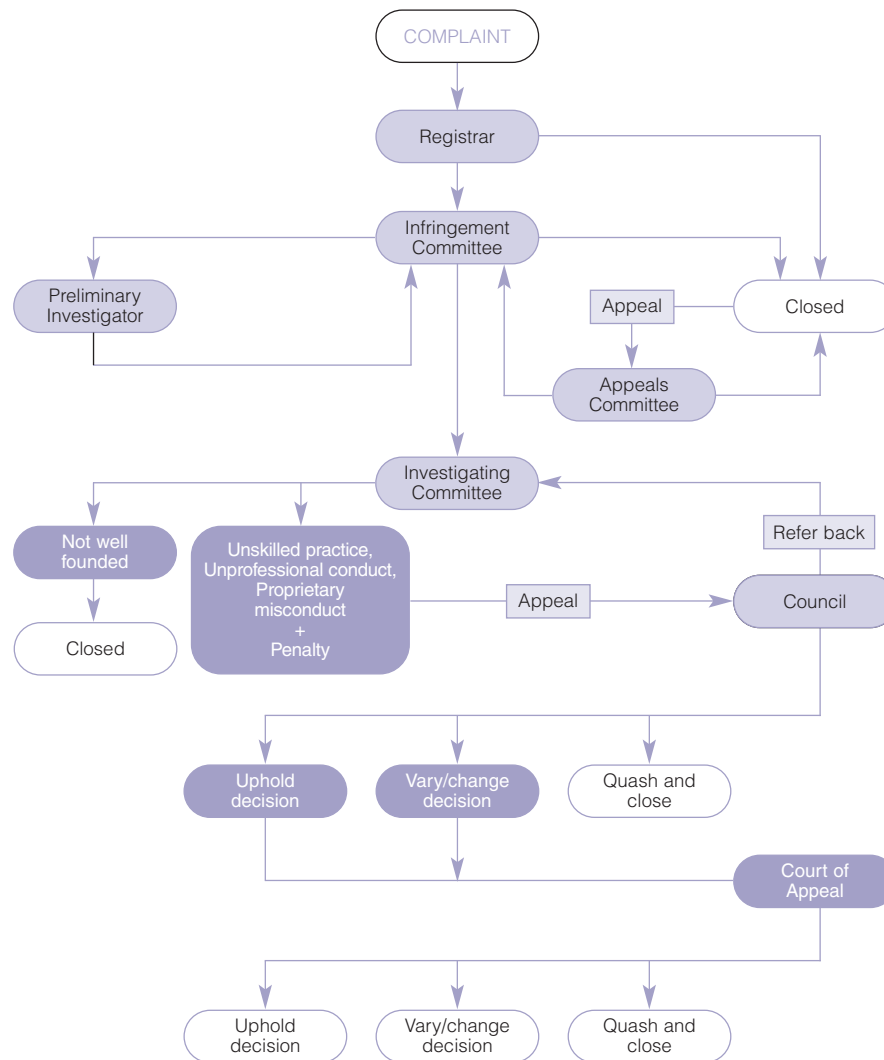 COMPLAINT
Registrar
Infringement
Committee
Preliminary
Investigator
Appeal
Closed
Appeals
Committee
Investigating
Committee
Not well
founded
Unskilled practice,
Unprofessional conduct,
Proprietary
misconduct
+
Penalty
Refer back
Appeal
Council
Closed
Uphold
decision
Vary/change
decision
Quash and
close
Court of
Appeal
Uphold
decision
Vary/change
decision
Quash and
close